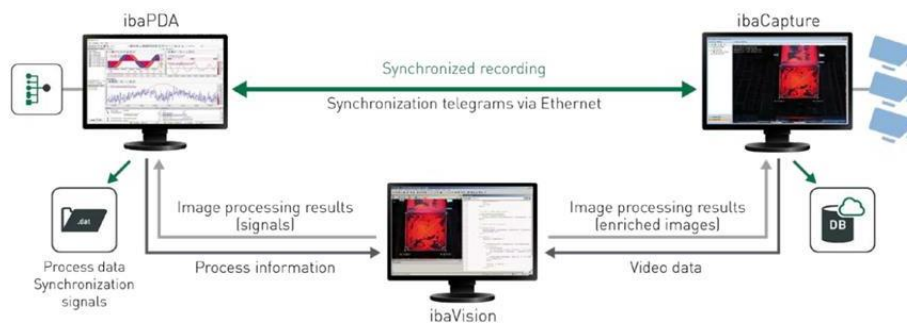 ibaPDA
ibaCapture
Synchronized recording
Synchronization telegrams via Ethernet
.dat
Process data
Synchronization
signals
Image processing results
(signals)
Process information
Image processing results
(enriched images)
Video data
DB
ibaVision